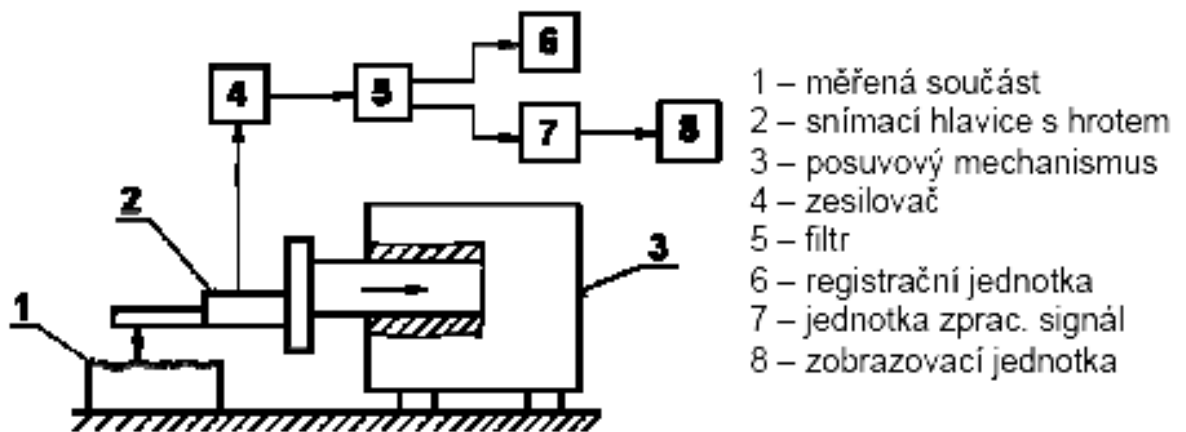 6
4
5
7
8
2
3
1
1 – měřená součást
2 – snímací hlavice s hrotem
3 – posuvový mechanismus
4 – zesilovač
5 – filtr
6 – registrační jednotka
7 – jednotka zprac. signál
8 – zobrazovací jednotka